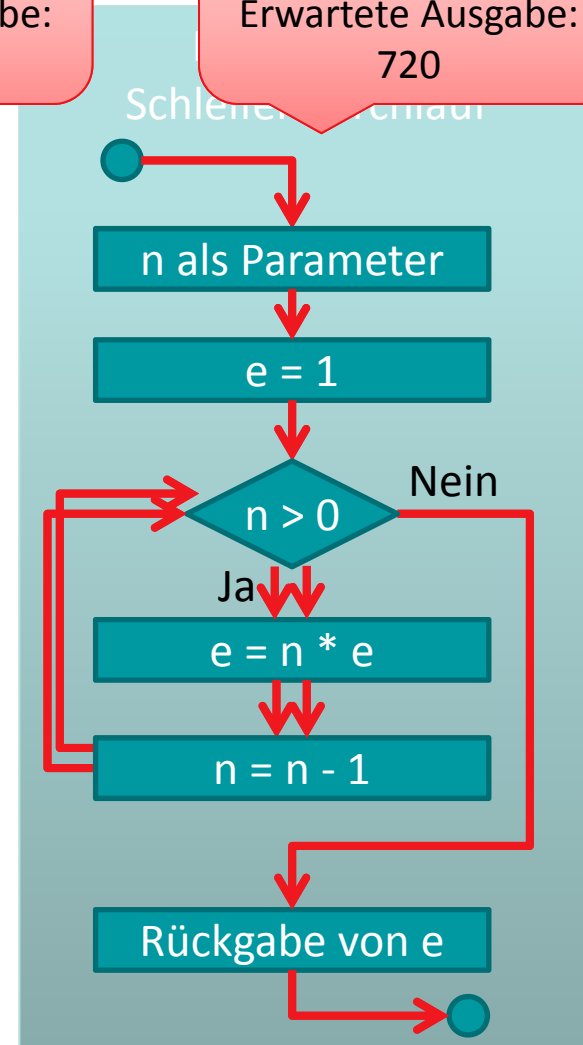 Erwartete Ausgabe:
720
n als Parameter
e = 1
n > 0
Nein
Ja
e = n * e
n = n - 1
Rückgabe von e